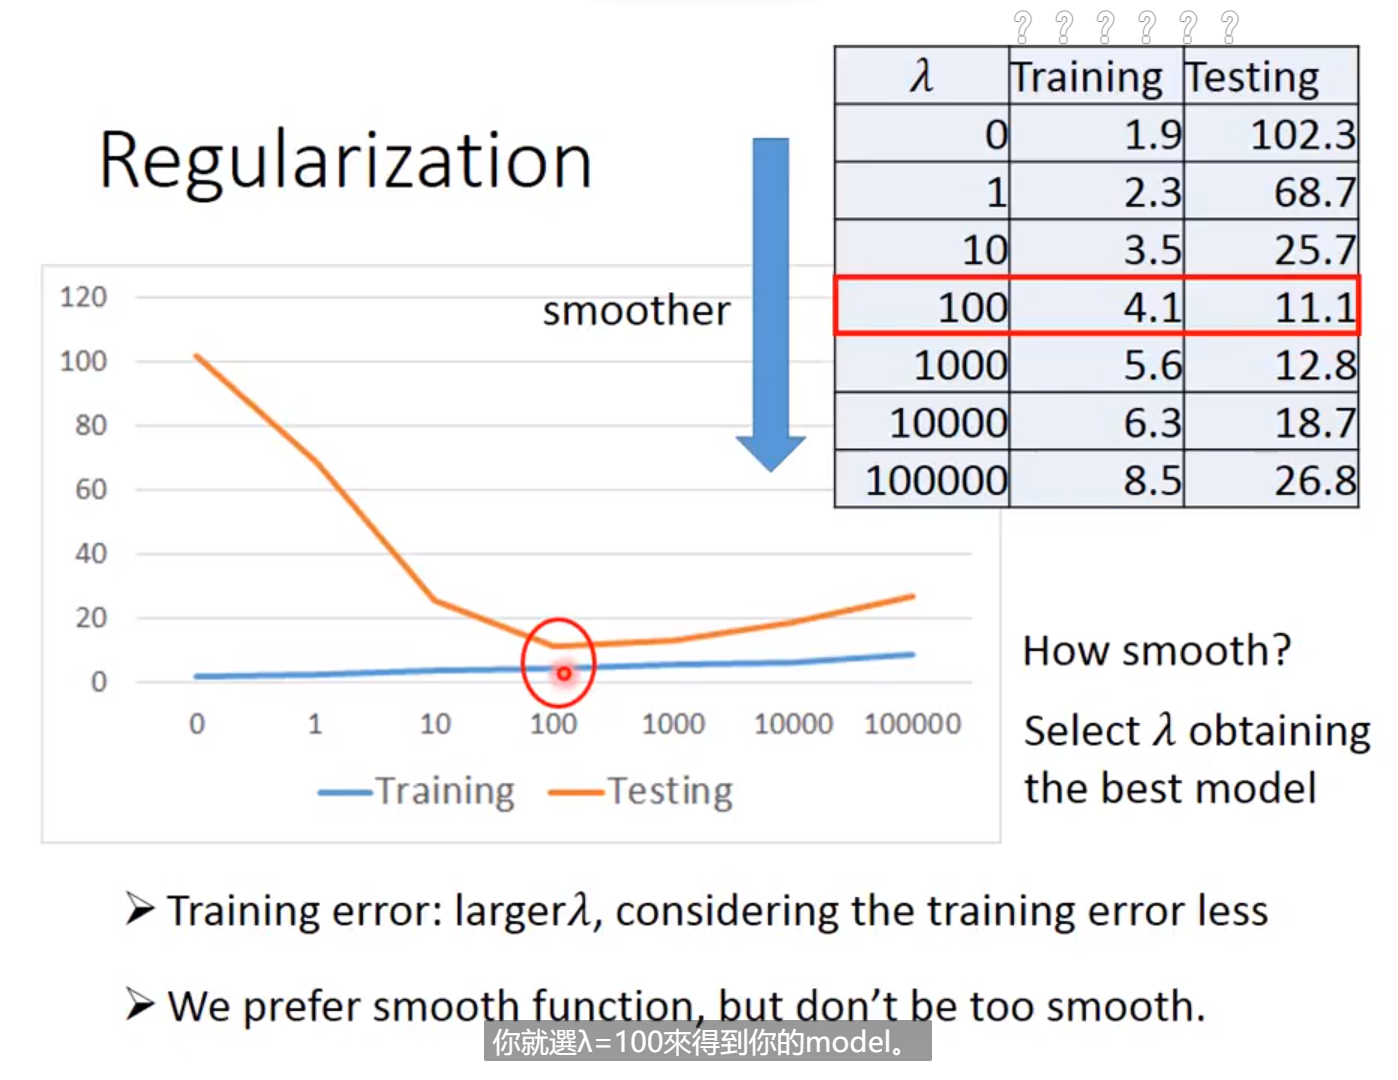 ? ? ? ? ? ?
Regularization
λ Training Testing
0 1.9 102.3
1 2.3 68.7
10 3.5 25.7
100 4.1 11.1
1000 5.6 12.8
10000 6.3 18.7
100000 8.5 26.8
smoother
120
100
80
60
40
20
0
0 1 10 100 1000 10000 100000
Training Testing
How smooth?
Select λ obtaining
the best model
➢ Training error: largerλ, considering the training error less
➢ We prefer smooth function, but don’t be too smooth.
你就選λ=100來得到你的model。